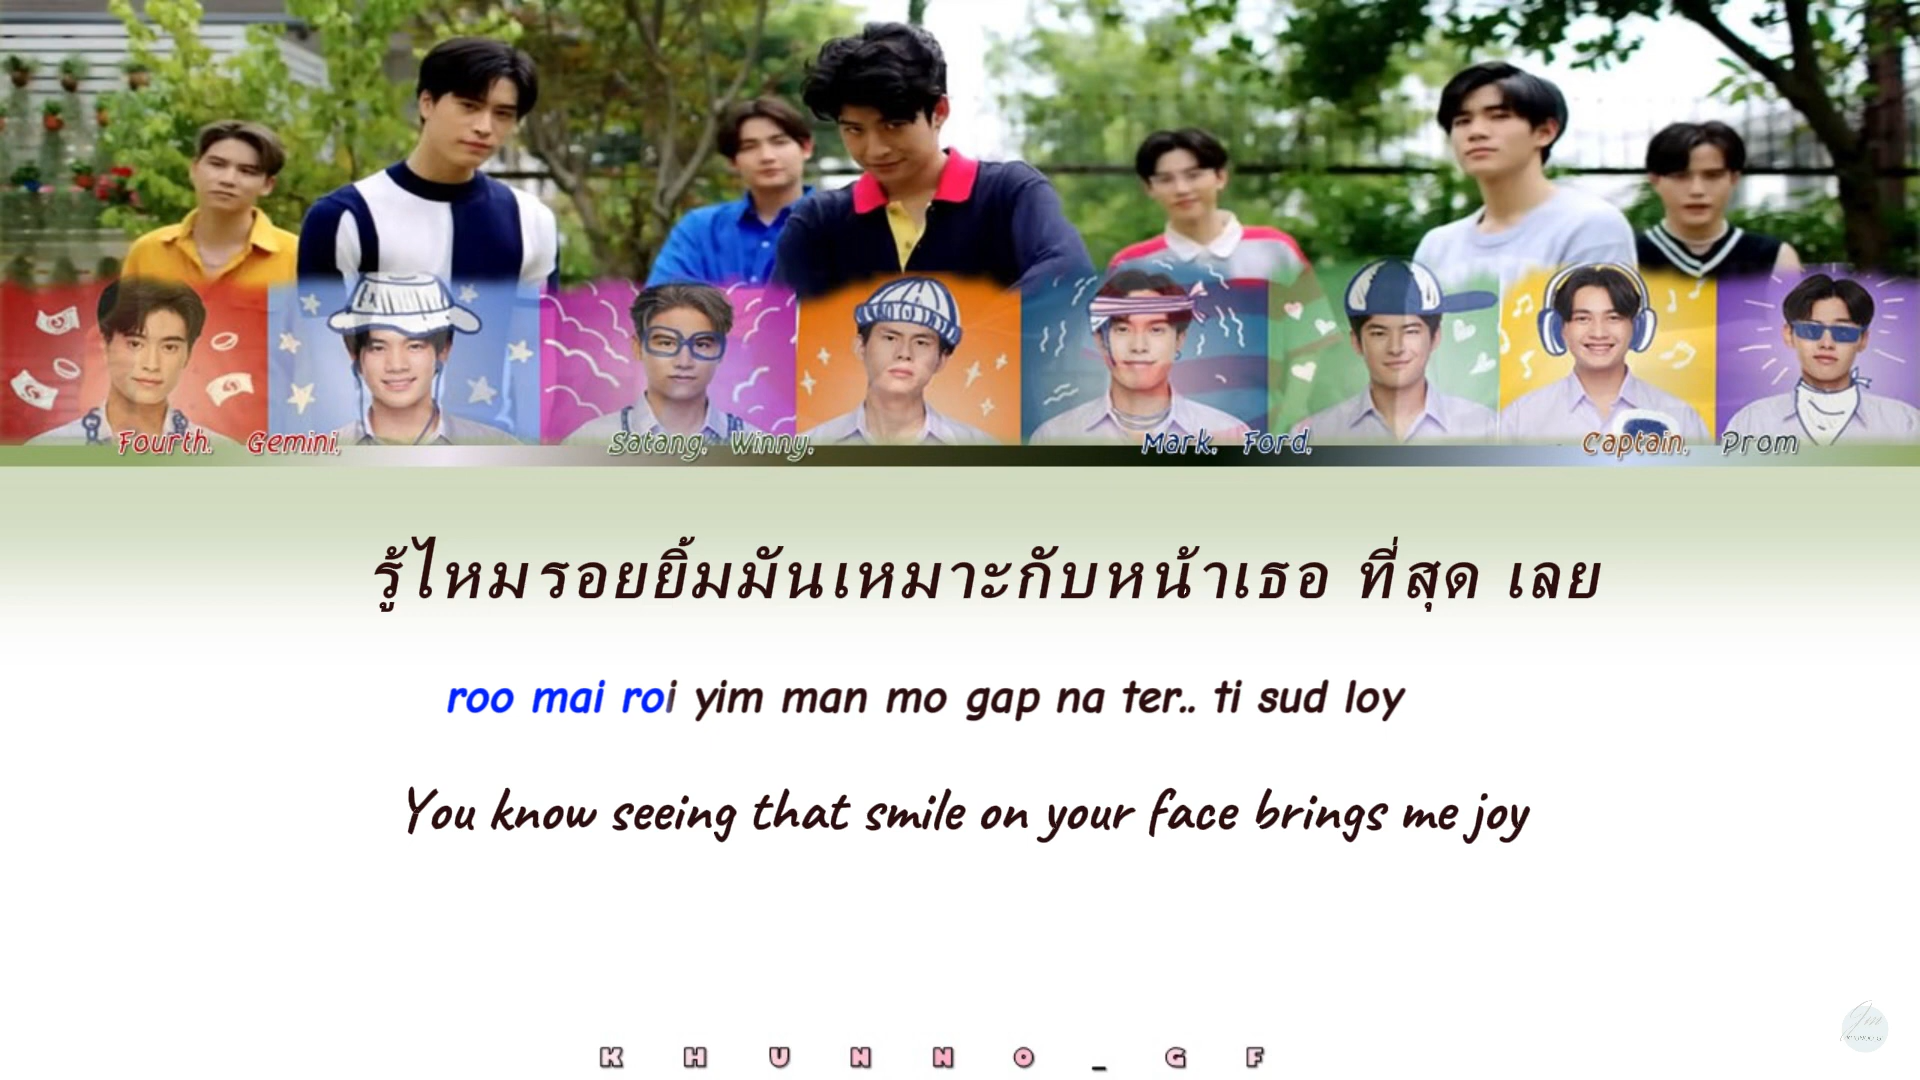 Fourth. Gemini. Satang. Winny. Mark. Ford. Captain. Prom
รู้ไหมรอยยิ้มมันเหมาะกับหน้าเธอ ที่สุด เลย
roo mai roi yim man mo gap na ter.. ti sud loy
You know seeing that smile on your face brings me joy
KHUNNO_GF